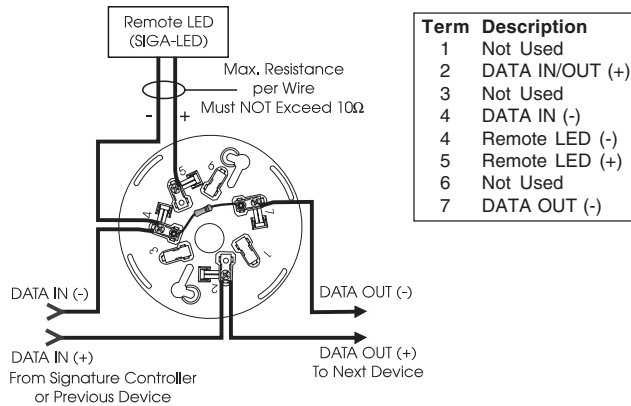 Remote LED
(SIGA-LED)
Max. Resistance
per Wire
Must NOT Exceed 10Ω
- +
1
2
3
4
5
6
7
DATA IN (-)
DATA IN (+)
From Signature Controller
or Previous Device
DATA OUT (-)
DATA OUT (+)
To Next Device
Term Description
1 Not Used
2 DATA IN/OUT (+)
3 Not Used
4 DATA IN (-)
4 Remote LED (-)
5 Remote LED (+)
6 Not Used
7 DATA OUT (-)